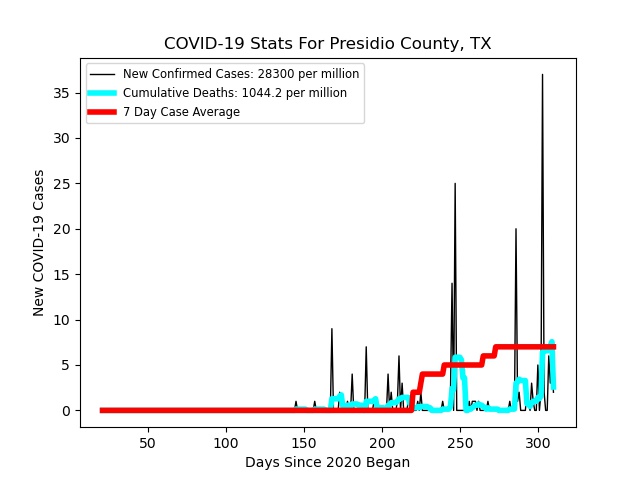 COVID-19 Stats For Presidio County, TX
New Confirmed Cases: 28300 per million
Cumulative Deaths: 1044.2 per million
7 Day Case Average
New COVID-19 Cases
35
30
25
20
15
10
5
0
50 100 150 200 250 300
Days Since 2020 Began